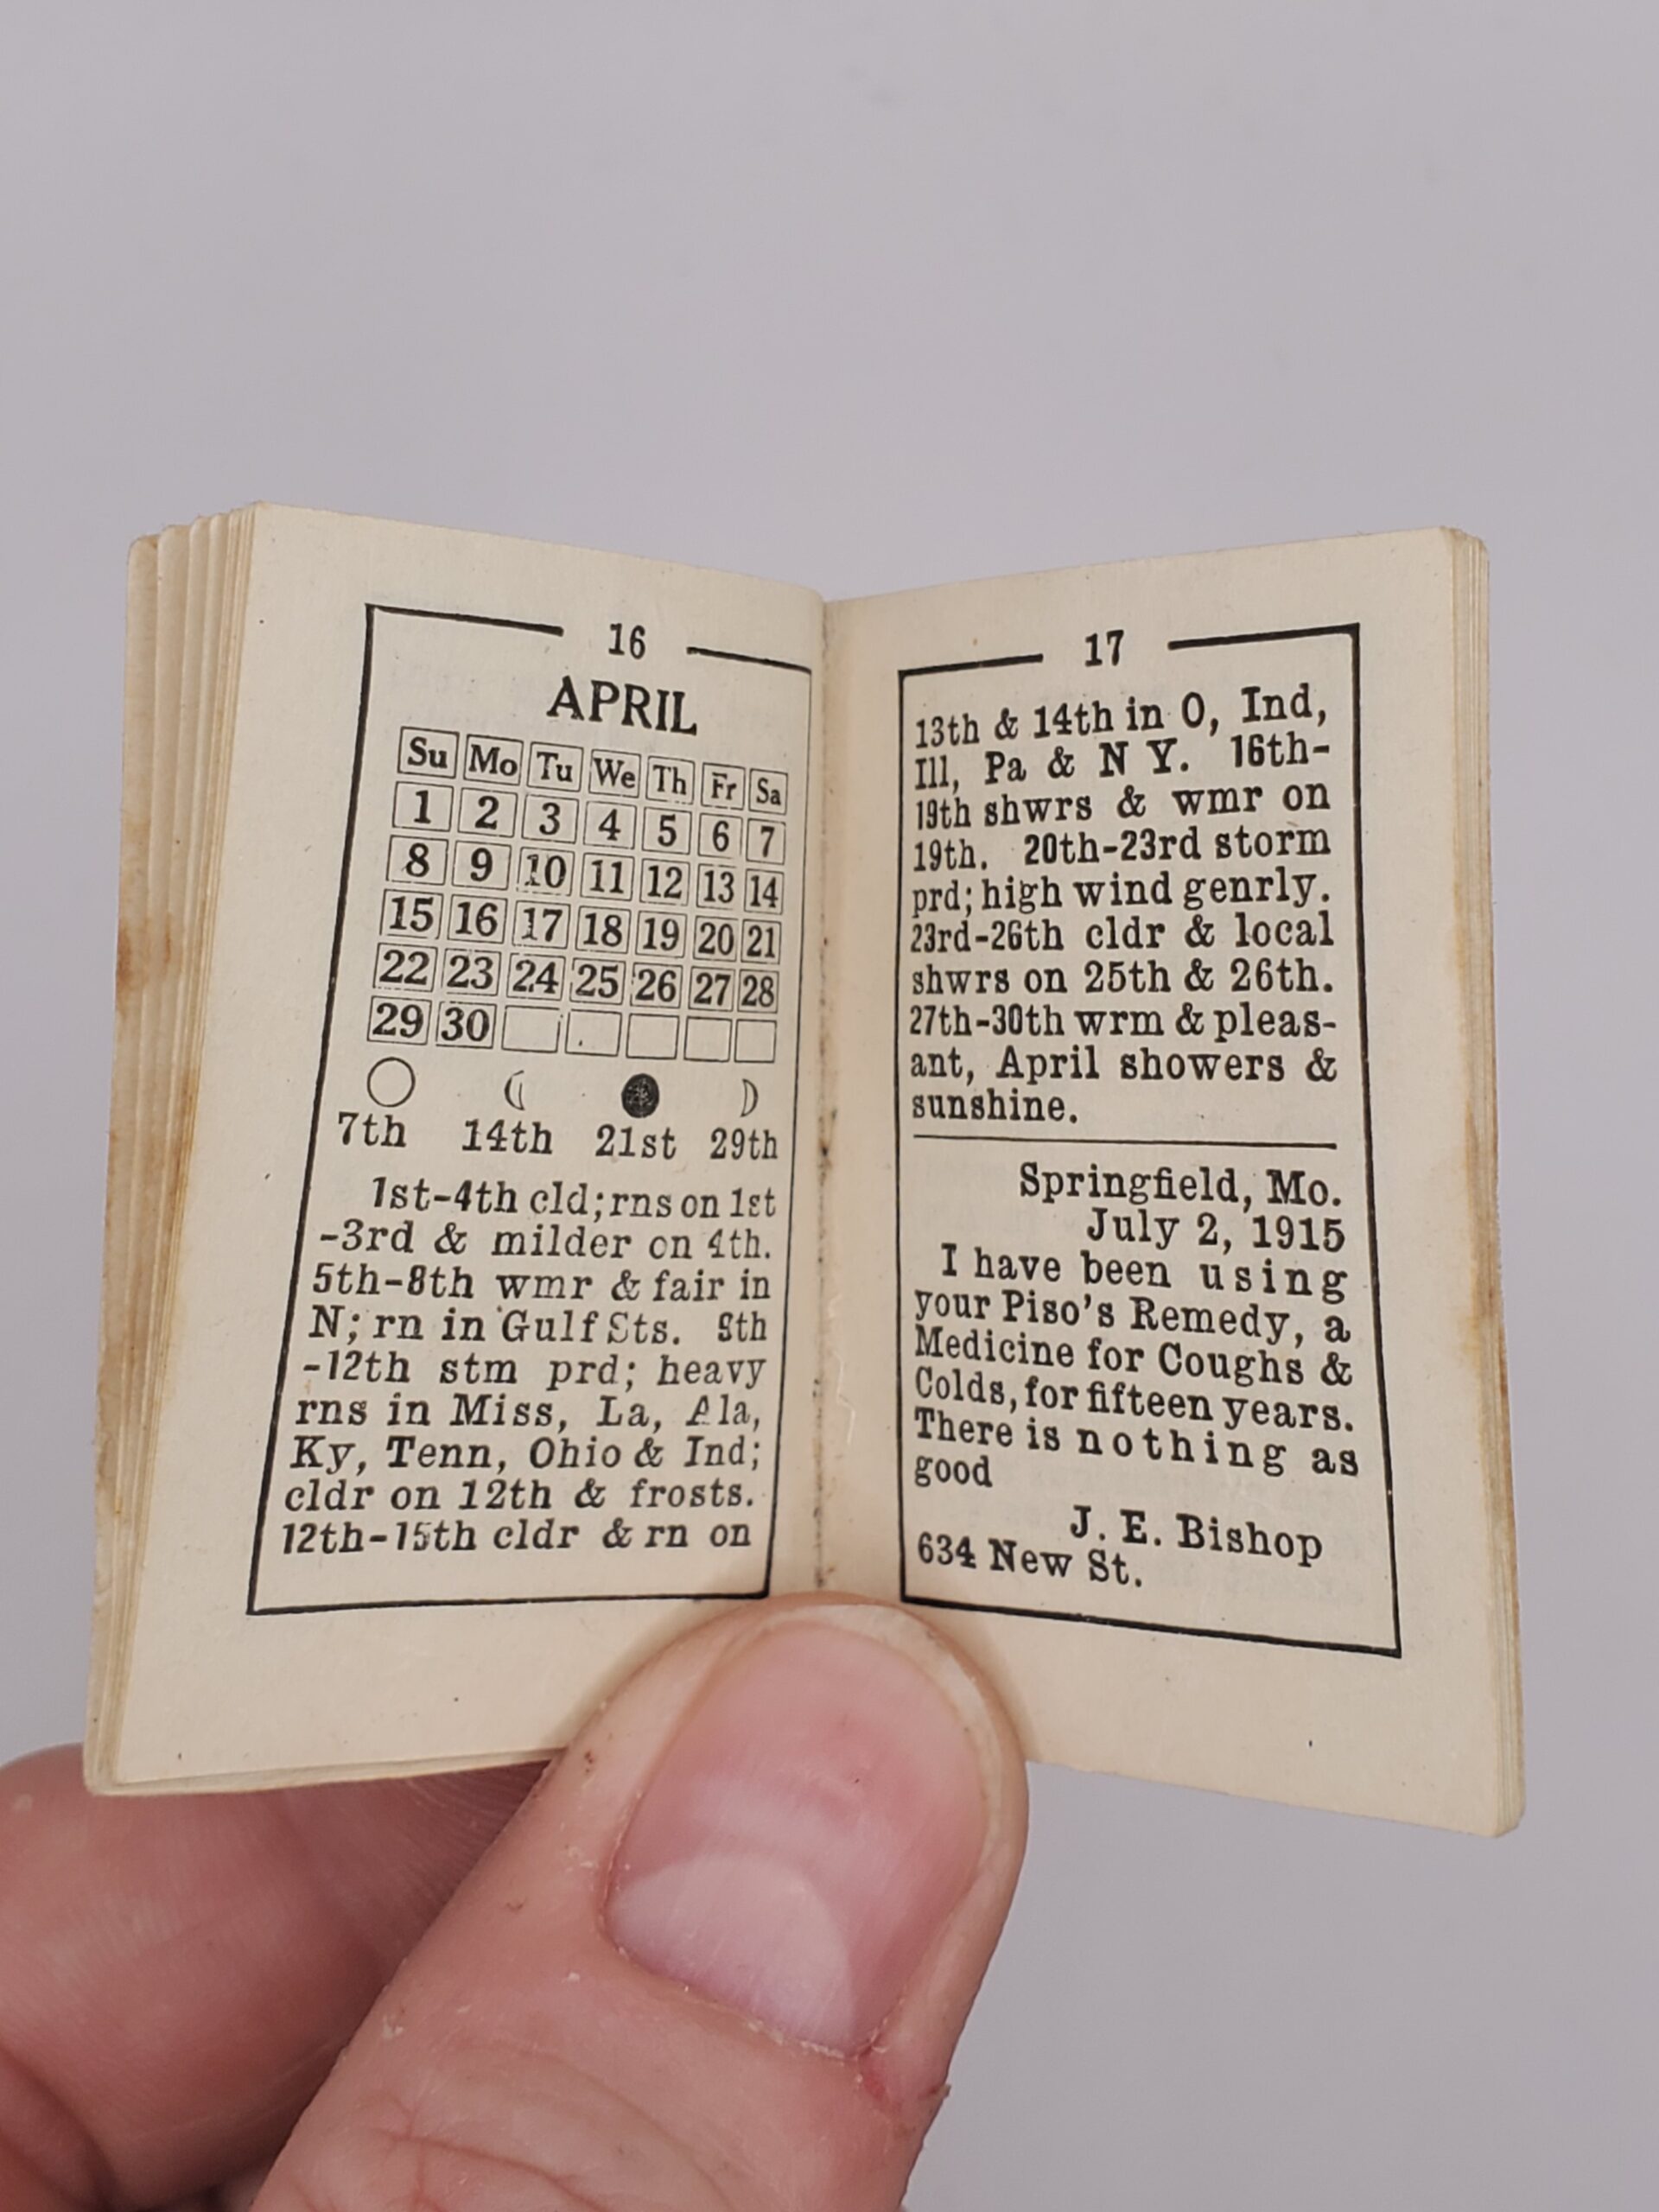 16
APRIL
Su Mo Tu We Th Fr Sa
1 2 3 4 5 6 7
8 9 10 11 12 13 14
15 16 17 18 19 20 21
22 23 24 25 26 27 28
29 30
7th 14th 21st 29th
1st-4th cld; rns on 1st
-3rd & milder on 4th.
5th-8th wmr & fair in
N; rn in Gulf Sts. 9th
-12th stm prd; heavy
rns in Miss, La, Ala,
Ky, Tenn, Ohio & Ind;
cldr on 12th & frosts.
12th-15th cldr & rn on
17
13th & 14th in O, Ind,
Ill, Pa & N Y. 16th-
19th shwrs & wmr on
19th. 20th-23rd storm
prd; high wind genrly.
23rd-26th cldr & local
shwrs on 25th & 26th.
27th-30th wrm & pleas-
ant, April showers &
sunshine.
Springfield, Mo.
July 2, 1915
I have been using
your Piso's Remedy, a
Medicine for Coughs &
Colds, for fifteen years.
There is nothing as
good
J. E. Bishop
634 New St.